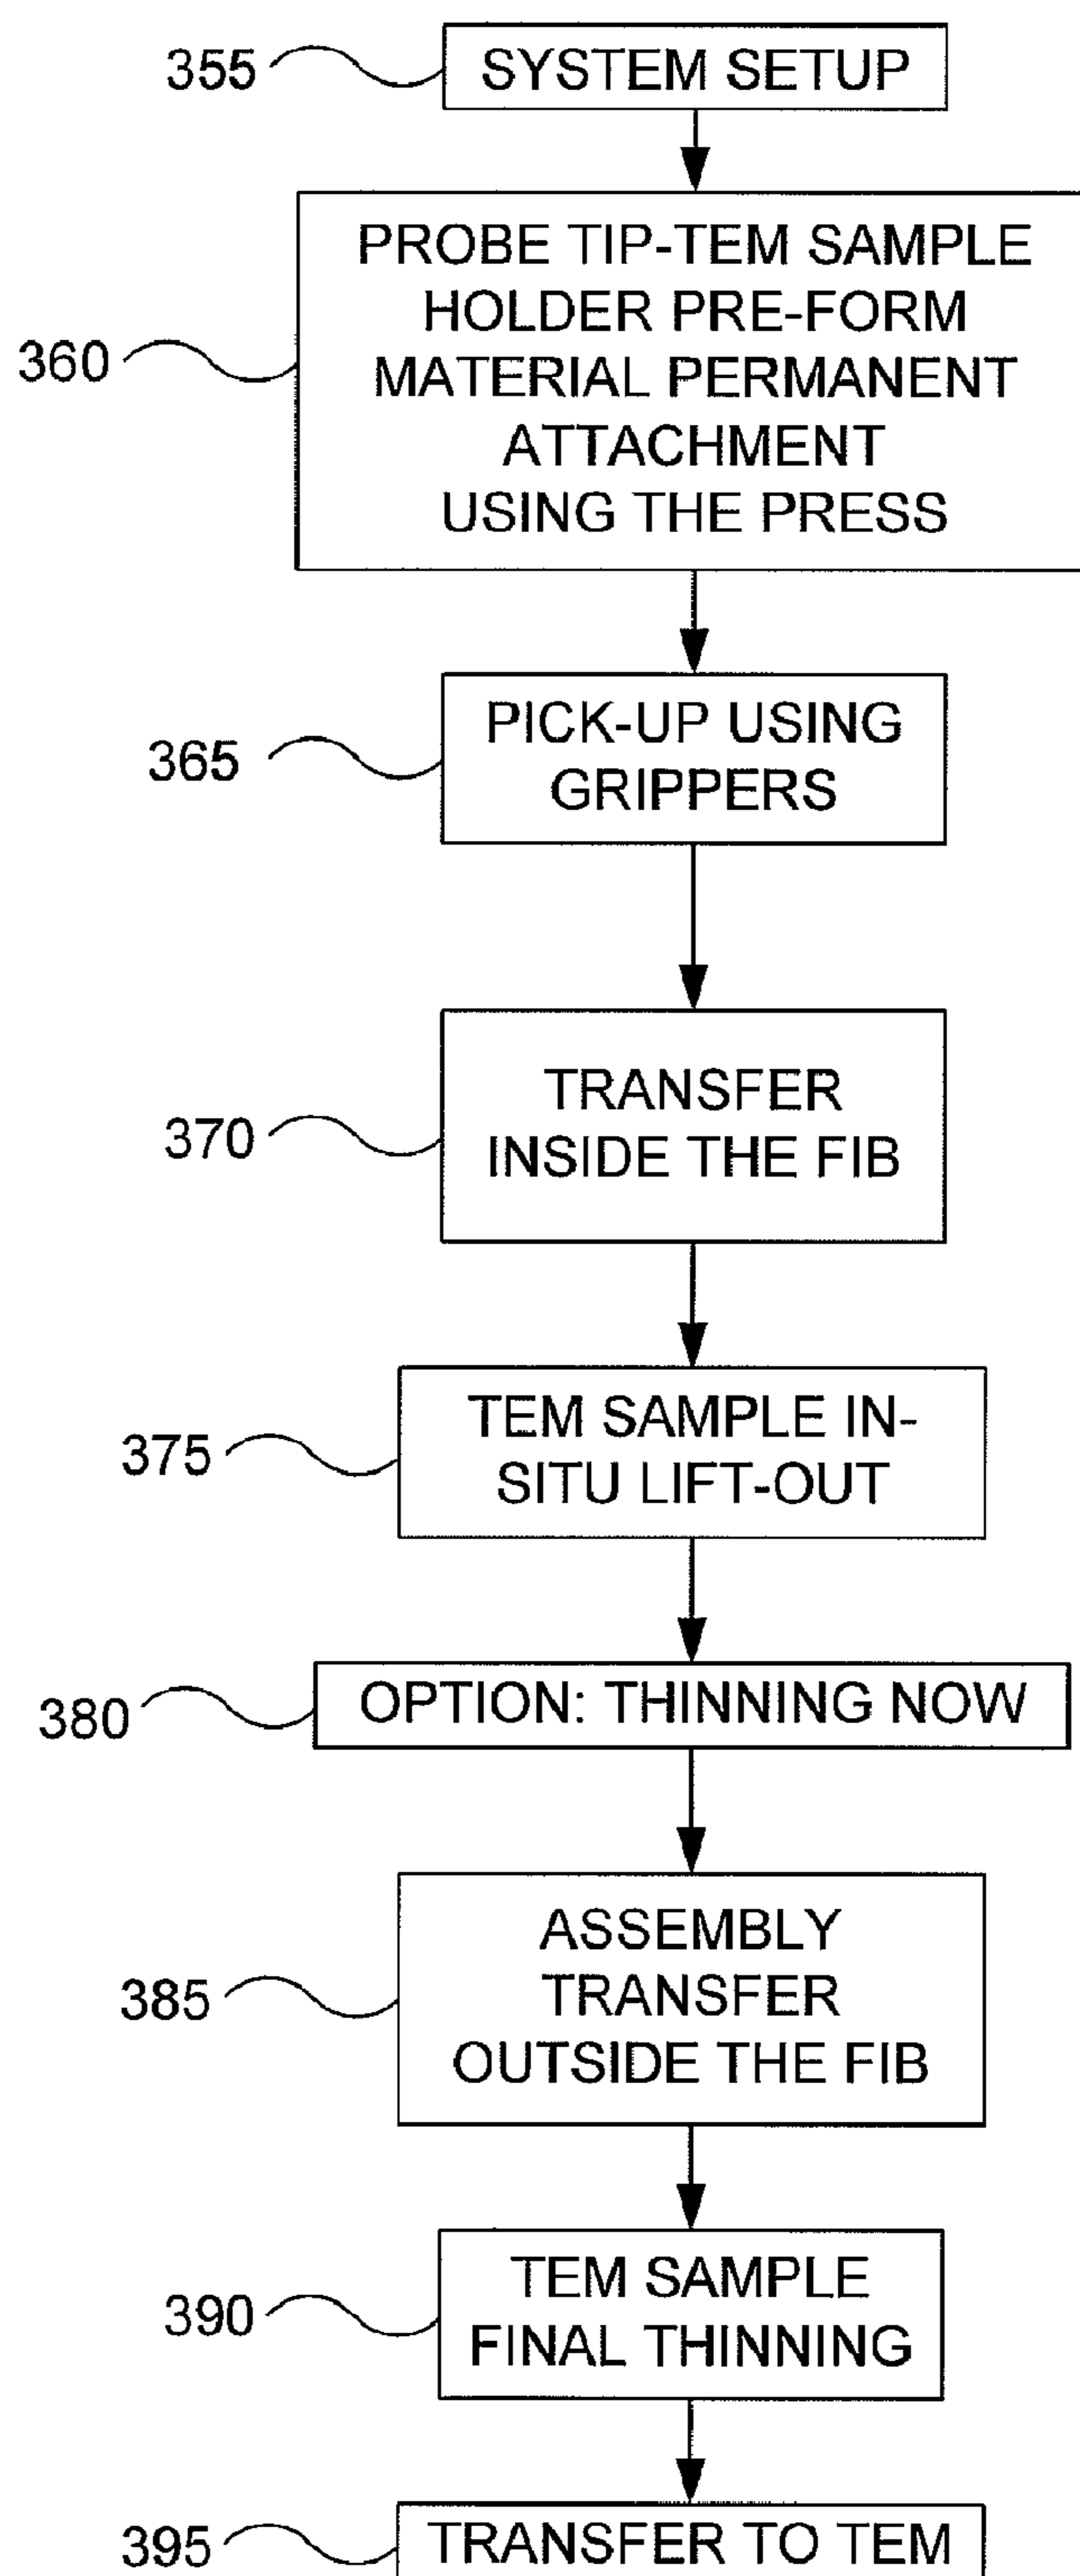 355
SYSTEM SETUP
360
PROBE TIP-TEM SAMPLE
HOLDER PRE-FORM
MATERIAL PERMANENT
ATTACHMENT
USING THE PRESS
365
PICK-UP USING
GRIPPERS
370
TRANSFER
INSIDE THE FIB
375
TEM SAMPLE IN-
SITU LIFT-OUT
380
OPTION: THINNING NOW
385
ASSEMBLY
TRANSFER
OUTSIDE THE FIB
390
TEM SAMPLE
FINAL THINNING
395
TRANSFER TO TEM